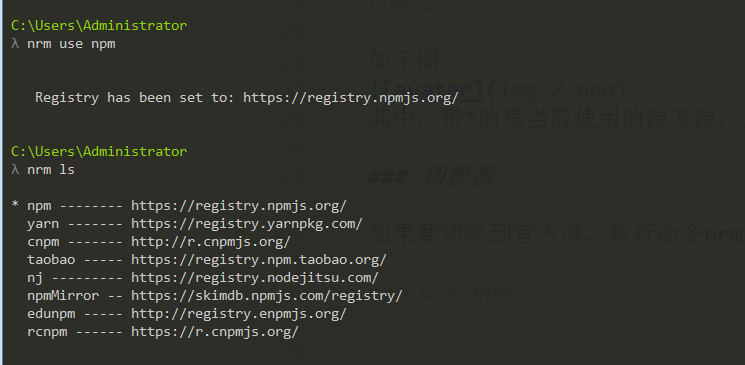 nrm ls
C:\Users\Administrator
λ nrm use npm
如下图,
![avatar](img/2.png)
Registry has been set to: https://registry.npmjs.org/
其中，带*的是当前使用的源方源，
C:\Users\Administrator
λ nrm ls
### 切换源
* npm -------- https://registry.npmjs.org/
yarn ------- https://registry.yarnpkg.com/
如果要切换到官方源，执行命令nrm
cnpm ------- http://r.cnpmjs.org/
taobao ----- https://registry.npm.taobao.org/
nj --------- https://registry.nodejitsu.com/
npmMirror -- https://skimdb.npmjs.com/registry/
use npm
edunpm ----- http://registry.enpmjs.org/
rcnpm ------ https://r.cnpmjs.org/